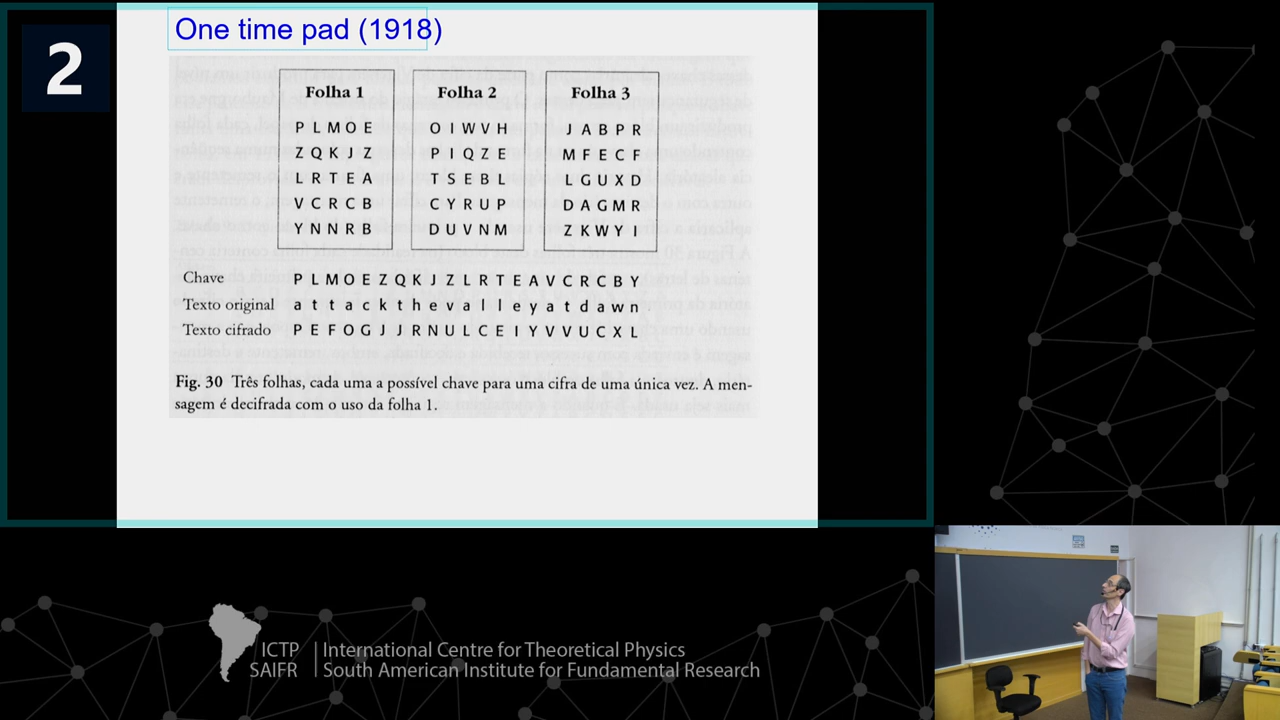 2
One time pad (1918)
Folha 1
P L M O E
Z Q K J Z
L R T E A
V C R C B
Y N N R B
Folha 2
O I W V H
P I Q Z E
T S E B L
C Y R U P
D U V N M
Folha 3
J A B P R
M F E C F
L G U X D
D A G M R
Z K W Y I
Chave P L M O E Z Q K J Z L R T E A V C R C B Y
Texto original a t t a c k t h e v a l l e y a t d a w n
Texto cifrado P E F O G J J R N U L C E I Y V V U C X L
Fig. 30 Três folhas, cada uma a possível chave para uma cifra de uma única vez. A men-
sagem é decifrada com o uso da folha 1.
ICTP
SAIFR
International Centre for Theoretical Physics
South American Institute for Fundamental Research